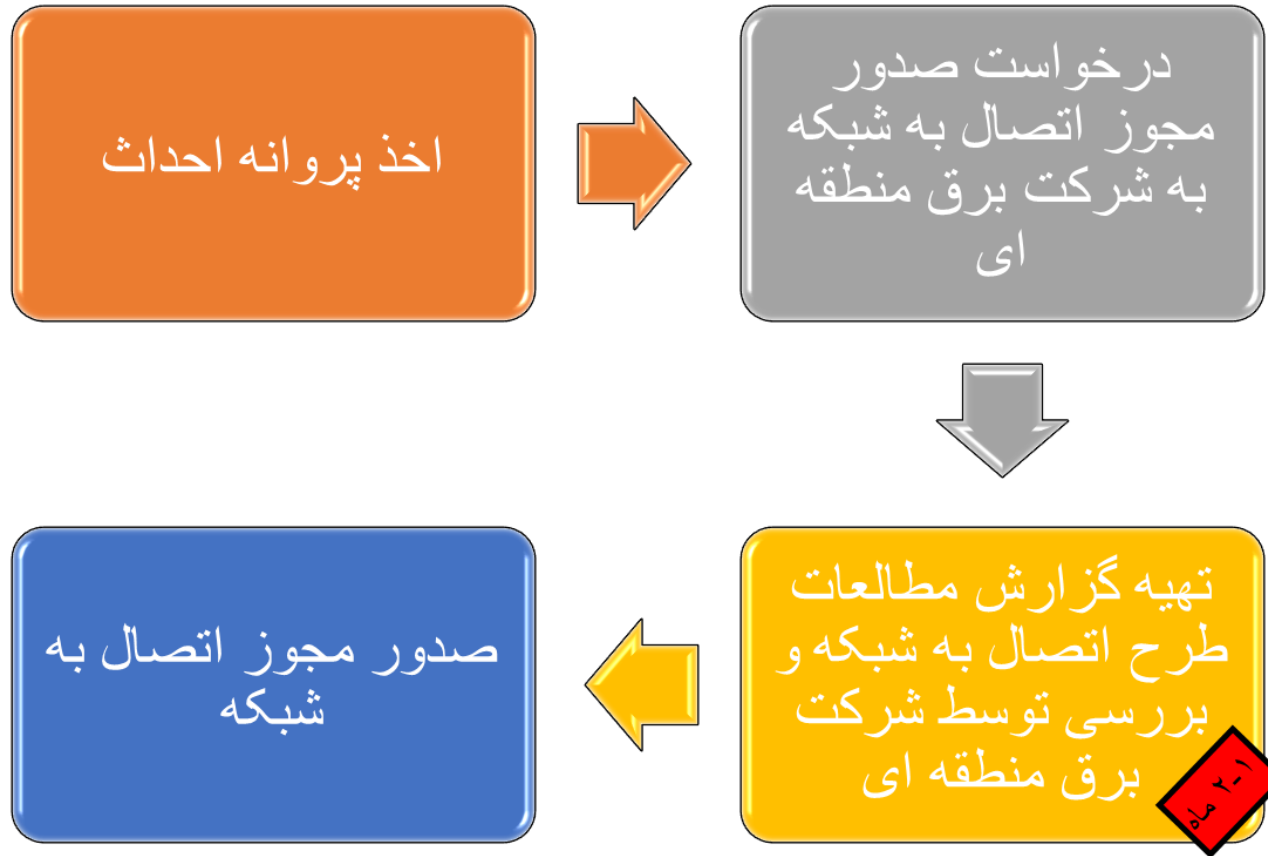 اخذ پروانه احداث
درخواست صدور
مجوز اتصال به شبکه
به شرکت برق منطقه
ای
تهیه گزارش مطالعات
طرح اتصال به شبکه و
بررسی توسط شرکت
برق منطقه ای
۱-۲ ماه
صدور مجوز اتصال به
شبکه